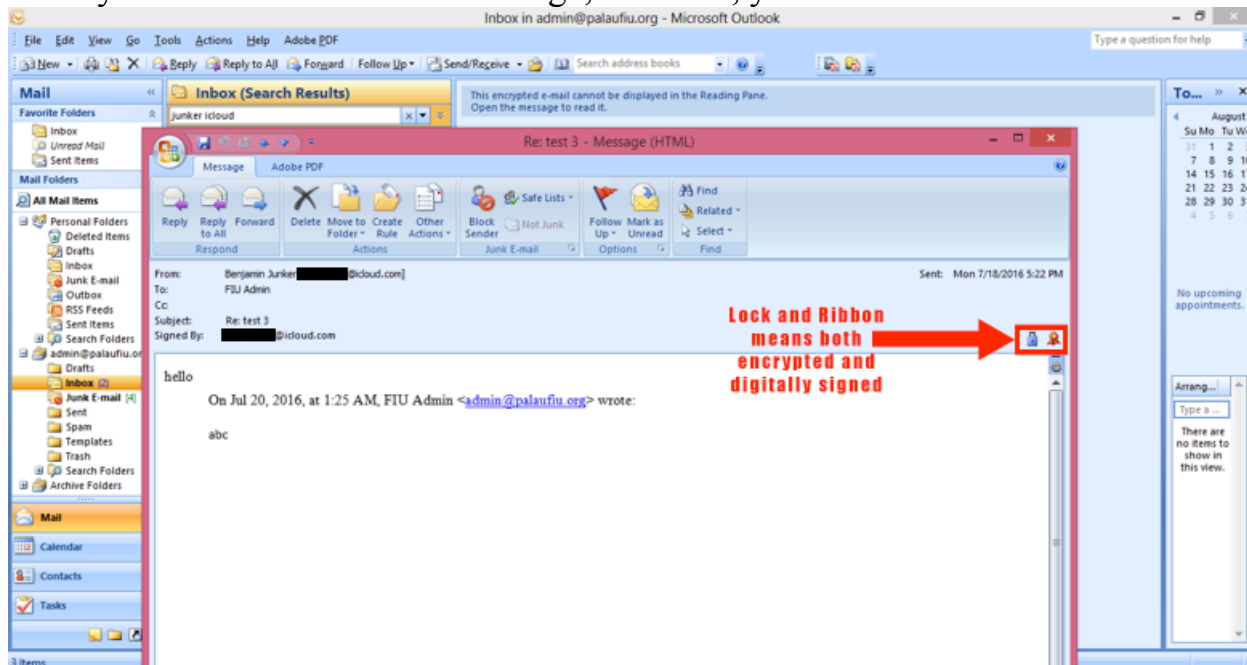 Inbox in admin@palaufiu.org - Microsoft Outlook
File Edit View Go Tools Actions Help Adobe PDF
Type a question for help
New Reply Reply to All Forward Follow Up Send/Receive Search address books
Mail
Favorite Folders
Inbox
Unread Mail
Sent Items
Mail Folders
All Mail Items
Personal Folders
Deleted Items
Drafts
Inbox
Junk E-mail
Outbox
RSS Feeds
Sent Items
Search Folders
admin@palaufiu.or
Drafts
Inbox (2)
Junk E-mail [4]
Sent
Spam
Templates
Trash
Search Folders
Archive Folders
Mail
Calendar
Contacts
Tasks
3 Items
Inbox (Search Results)
junker icloud
This encrypted e-mail cannot be displayed in the Reading Pane.
Open the message to read it.
Re: test 3 - Message (HTML)
Message Adobe PDF
Reply Reply to All Forward
Respond
Delete Move to Folder Create Rule Other Actions
Actions
Block Sender Safe Lists Not Junk
Junk E-mail
Follow Up Mark as Unread
Options
Find
Related
Select
Find
From: Benjamin Junker @icloud.com]
Sent: Mon 7/18/2016 5:22 PM
To: FIU Admin
Cc:
Subject: Re: test 3
Signed By: @icloud.com
Lock and Ribbon
means both
encrypted and
digitally signed
hello
On Jul 20, 2016, at 1:25 AM, FIU Admin <admin@palaufiu.org> wrote:
abc
To...
August
Su Mo Tu W
31 1 2
7 8 9 10
14 15 16 17
21 22 23 24
28 29 30 31
4 5 6
No upcoming
appointments.
Arrang...
Type a ...
There are
no items to
show in
this view.